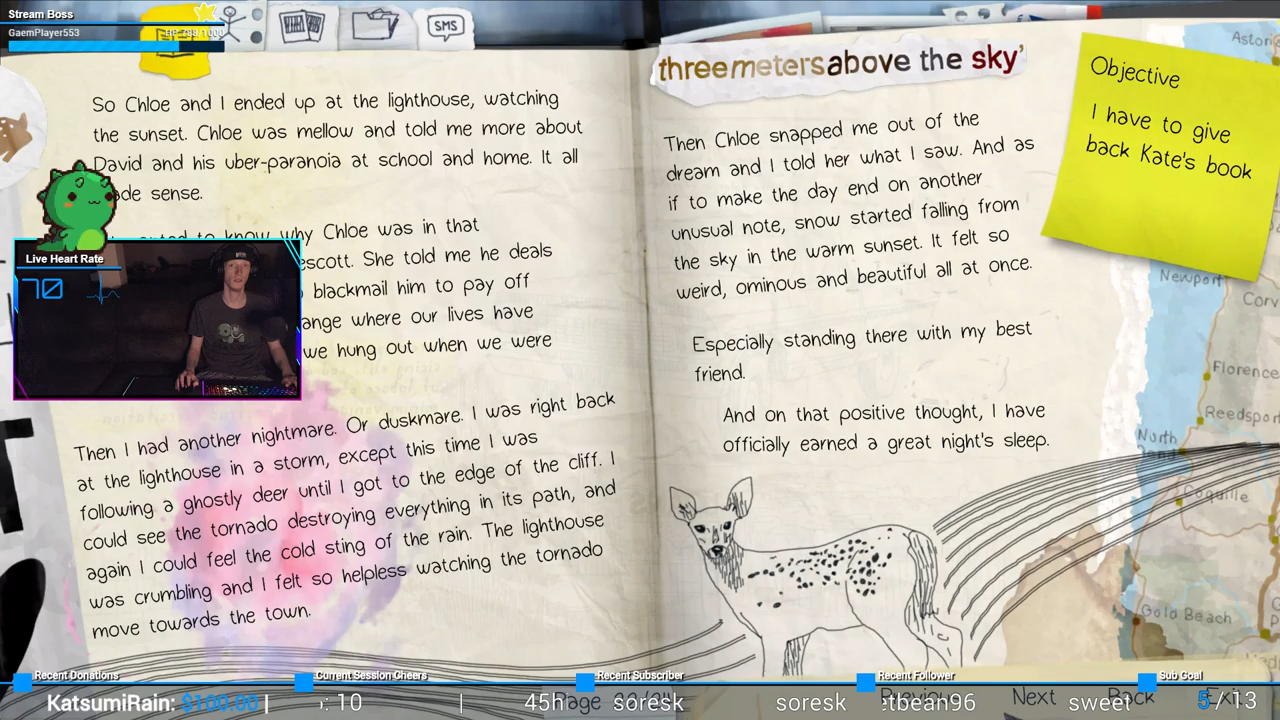 Stream Boss
GaemPlayer553
SMS
So Chloe and I ended up at the lighthouse, watching
the sunset. Chloe was mellow and told me more about
David and his uber-paranoia at school and home. It all
sense.
to know why Chloe was in that
She told me he deals
blackmail him to pay off
where our lives have
we hung out when we were
Then I had another nightmare. Or duskmare. I was right back
at the lighthouse in a storm, except this time I was
following a ghostly deer until I got to the edge of the cliff. I
could see the tornado destroying everything in its path, and
again I could feel the cold sting of the rain. The lighthouse
was crumbling and I felt so helpless watching the tornado
move towards the town.
Live Heart Rate
70
three meters above the sky'
Then Chloe snapped me out of the
dream and I told her what I saw. And as
if to make the day end on another
unusual note, snow started falling from
the sky in the warm sunset. It felt so
weird, ominous and beautiful all at once.
Especially standing there with my best
friend.
And on that positive thought, I have
officially earned a great night's sleep.
Objective
I have to give
back Kate's book
Newport
Florence
Reedsport
North
Coquille
Gold Beach
Previous
Next
Back
Exit
Recent Donations
KatsumiRain: $100.00 |
Current Session Cheers
: 10 |
Recent Subscriber
soresk soresk
Recent Follower
tbean96 sweet
Sub Goal
5 / 13